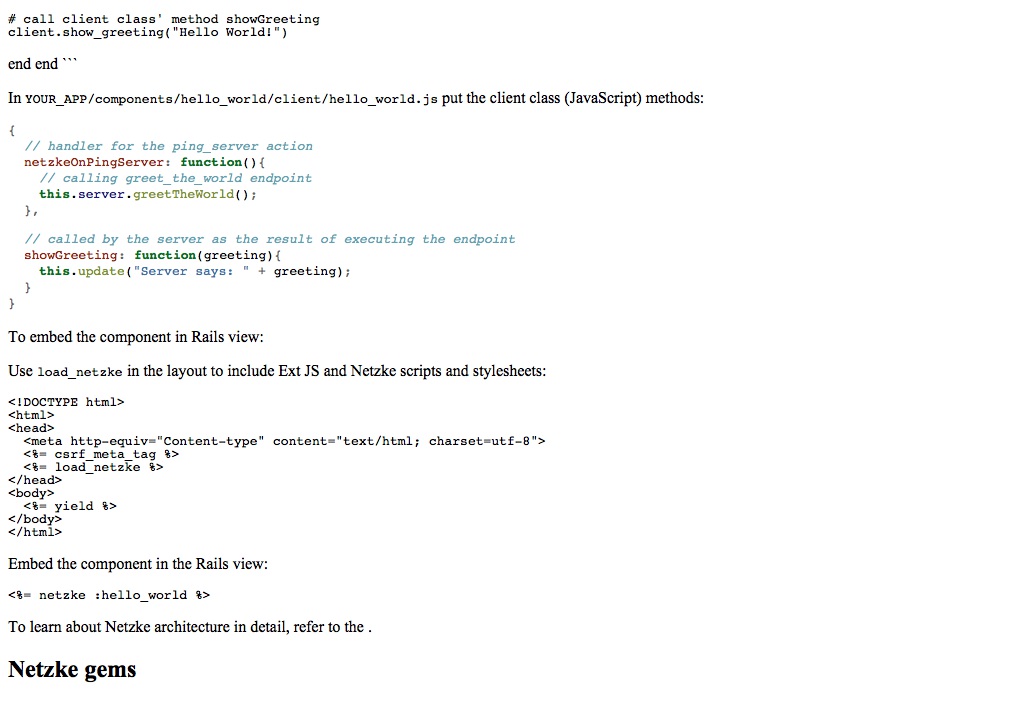 # call client class' method showGreeting
client.show_greeting("Hello World!")
end end ```
In YOUR_APP/components/hello_world/client/hello_world.js put the client class (JavaScript) methods:
{
  // handler for the ping_server action
  netzkeOnPingServer: function(){
    // calling greet_the_world endpoint
    this.server.greetTheWorld();
  },
  // called by the server as the result of executing the endpoint
  showGreeting: function(greeting){
    this.update("Server says: " + greeting);
  }
}
To embed the component in Rails view:
Use load_netzke in the layout to include Ext JS and Netzke scripts and stylesheets:
<!DOCTYPE html>
<html>
<head>
  <meta http-equiv="Content-type" content="text/html; charset=utf-8">
  <%= csrf_meta_tag %>
  <%= load_netzke %>
</head>
<body>
  <%= yield %>
</body>
</html>
Embed the component in the Rails view:
<%= netzke :hello_world %>
To learn about Netzke architecture in detail, refer to the .
Netzke gems